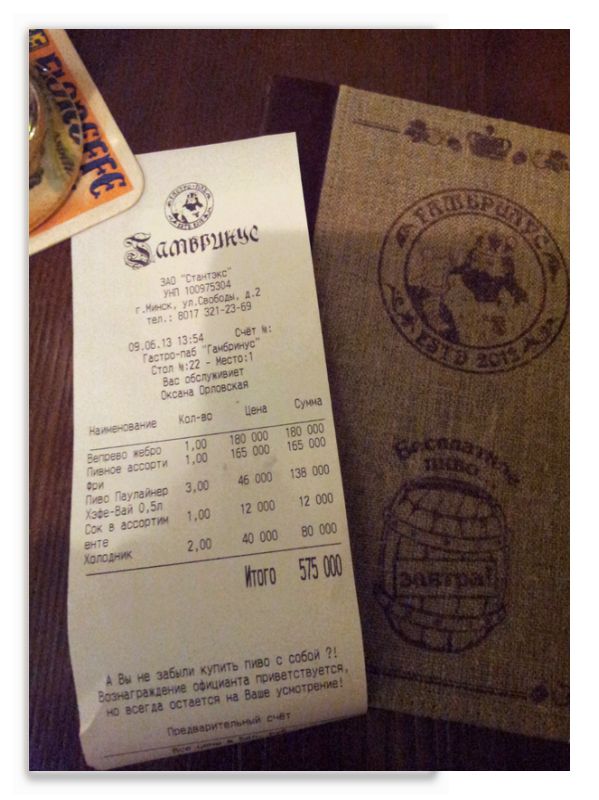 Гамбринус
ЗАО "Стантэкс"
УНП 100975304
г.Минск, ул.Свободы, д.2
тел.: 8017 321-23-69
09.06.13 13:54 Счёт №:
Гастро-паб "Гамбринус"
Стол №:22 - Место:1
Вас обслуживает
Оксана Орловская
Наименование Кол-во Цена Сумма
Вепрево жебро 1,00 180 000 180 000
Пивное ассорти 1,00 165 000 165 000
Фри
Пиво Паулайнер 3,00 46 000 138 000
Хэфе-Вай 0,5л
Сок в ассортим 1,00 12 000 12 000
енте
Холодник 2,00 40 000 80 000
Итого 575 000
А Вы не забыли купить пиво с собой ?!
Вознаграждение официанта приветствуется,
но всегда остается на Ваше усмотрение!
Предварительный счёт
ГАМБРИНУС
ESTD 2012
Бесплатное
пиво
завтра!